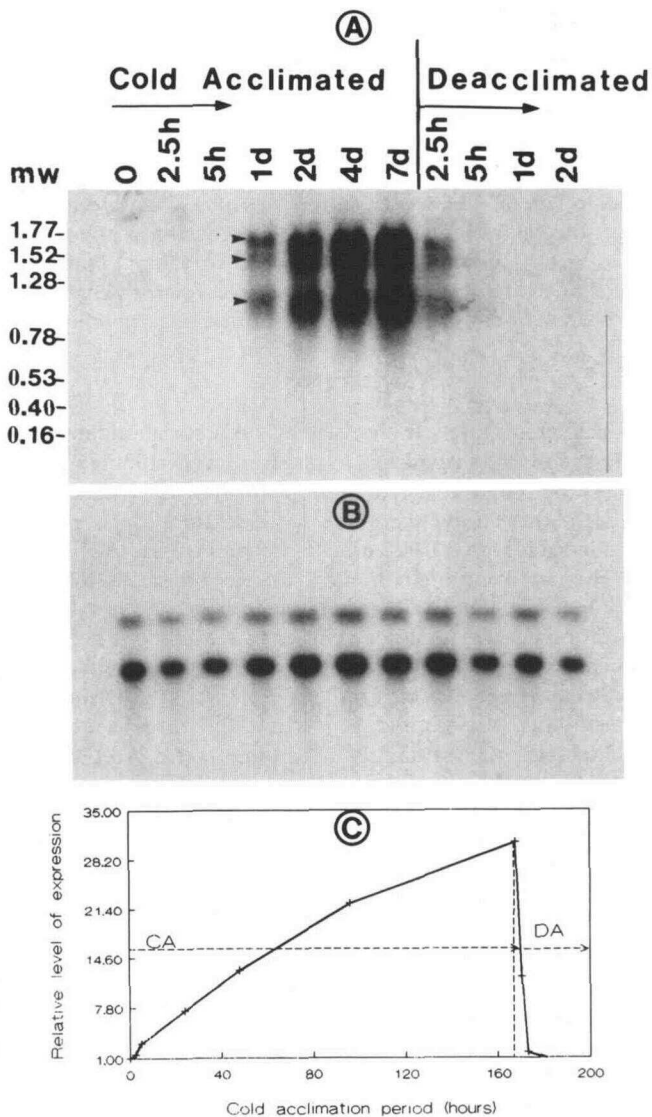 A
Cold Acclimated Deacclimated
mw 0 2.5h 5h 1d 2d 4d 7d 2.5h 5h 1d 2d
1.77-
1.52-
1.28-
0.78-
0.53-
0.40-
0.16-
B
C
Relative level of expression
35.00
28.20
21.40
14.60
7.80
1.00
CA
DA
0 40 80 120 160 200
Cold acclimation period (hours)